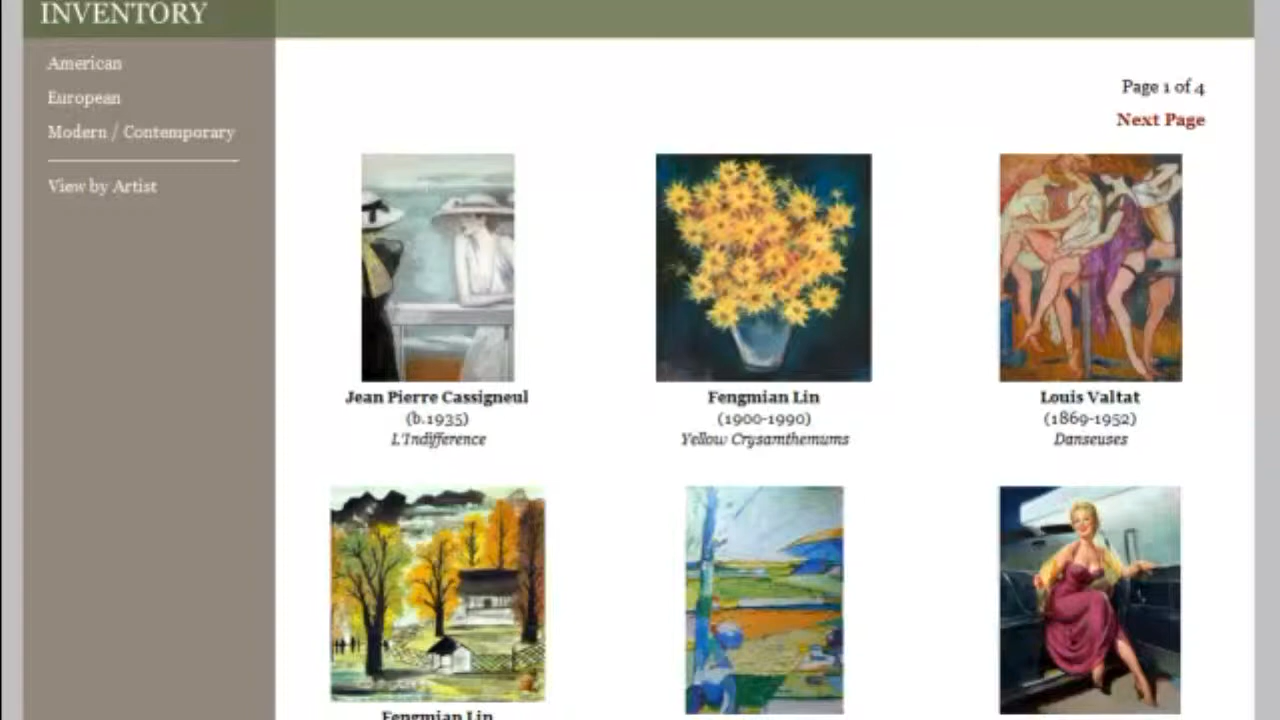 INVENTORY
American
European
Modern / Contemporary
View by Artist
Page 1 of 4
Next Page
Jean Pierre Cassigneul
(b.1935)
L'Indifference
Fengmian Lin
(1900-1990)
Yellow Crysamthemums
Louis Valtat
(1869-1952)
Danseuses
Fengmian Lin